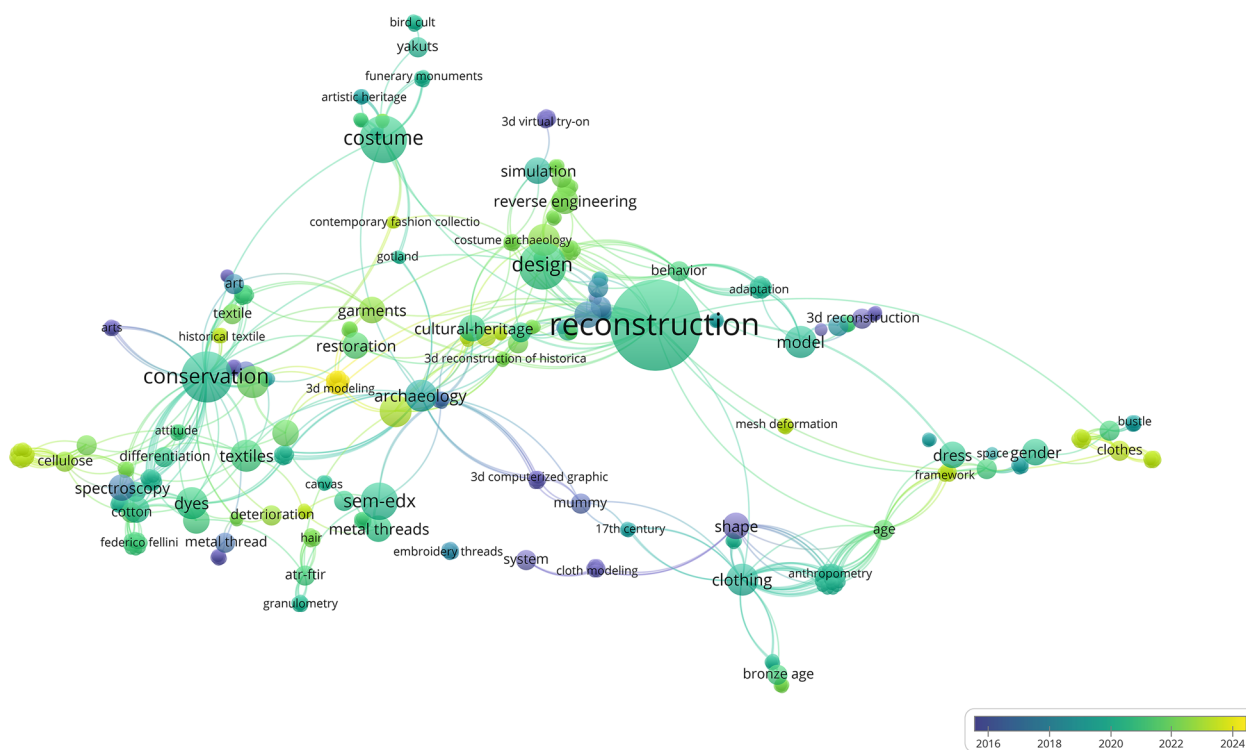 bird cult
yakuts
funerary monuments
artistic heritage
costume
3d virtual try-on
simulation
reverse engineering
contemporary fashion collectio
costume archaeology
gotland
design
behavior
adaptation
art
textile
garments
historical textile
arts
cultural-heritage
reconstruction
3d reconstruction
model
restoration
3d reconstruction of historica
conservation
3d modeling
archaeology
mesh deformation
bustle
attitude
clothes
cellulose
differentiation
textiles
dress
space
gender
framework
spectroscopy
canvas
3d computerized graphic
dyes
sem-edx
mummy
cotton
deterioration
metal threads
17th century
shape
age
federico fellini
metal thread
hair
embroidery threads
system
cloth modeling
atr-ftir
clothing
anthropometry
granulometry
bronze age
2016
2018
2020
2022
2024